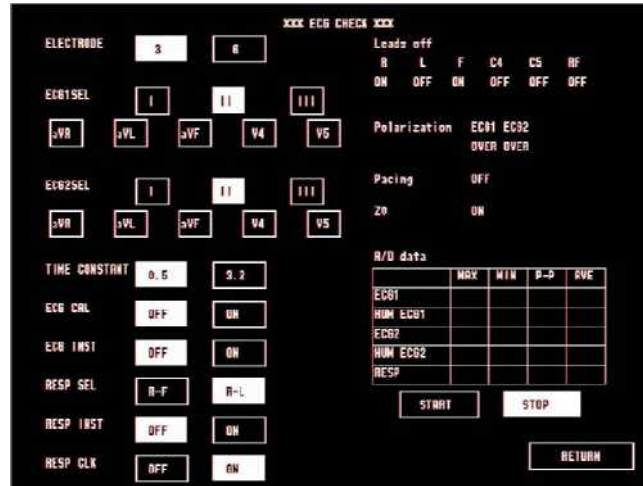 XXX ECG CHECK XXX
ELECTRODE 3 6
ECG1SEL I II III
aVR aVL aVF V4 V5
ECG2SEL I II III
aVR aVL aVF V4 V5
TIME CONSTANT 0.5 3.2
ECG CAL OFF ON
ECG INST OFF ON
RESP SEL R-F R-L
RESP INST OFF ON
RESP CLK OFF ON
Leads off
R L F C4 C5 RF
ON OFF ON OFF OFF OFF
Polarization ECG1 ECG2
OVER OVER
Pacing OFF
Z0 ON
A/D data
MAX MIN P-P AVE
ECG1
HUM ECG1
ECG2
HUM ECG2
RESP
START STOP
RETURN